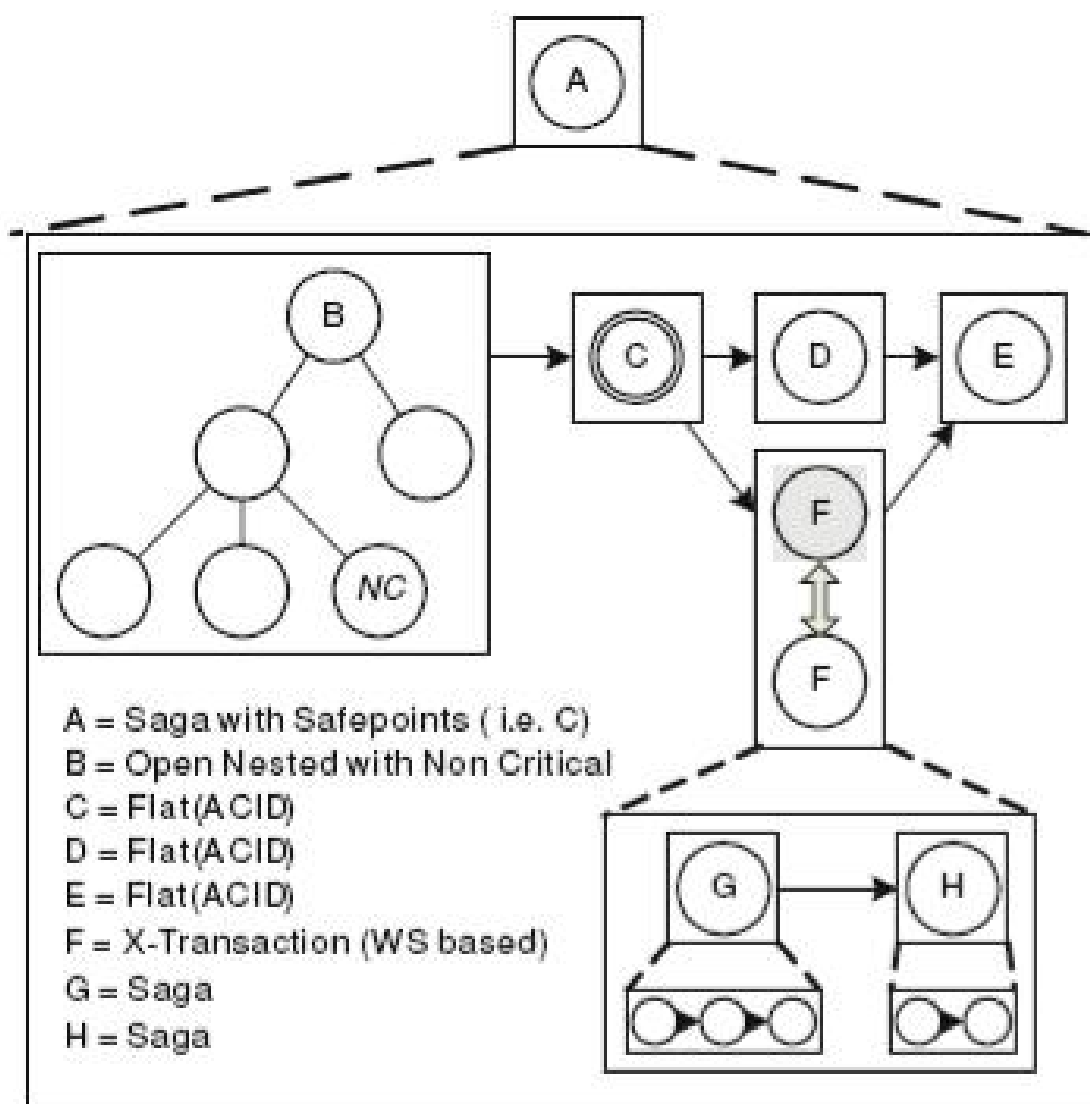 A
B
C
D
E
F
NC
F
A = Saga with Safepoints ( i.e. C)
B = Open Nested with Non Critical
C = Flat(ACID)
D = Flat(ACID)
E = Flat(ACID)
F = X-Transaction (WS based)
G = Saga
H = Saga
G
H